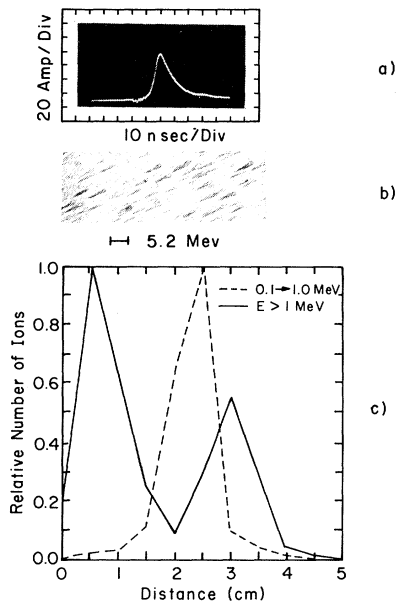 20 Amp/Div
10 n sec/Div
a)
b)
5.2 Mev
1.0
0.8
0.6
0.4
0.2
0.0
0 1 2 3 4 5
Relative Number of Ions
Distance (cm)
0.1→1.0 MeV
E > 1 MeV
c)